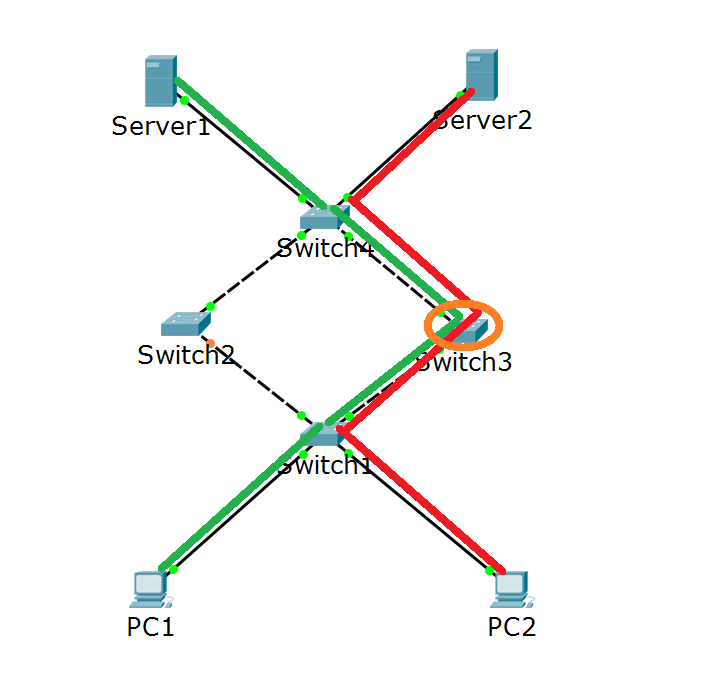 Server1
Server2
Switch4
Switch2
Switch3
Switch1
PC1
PC2